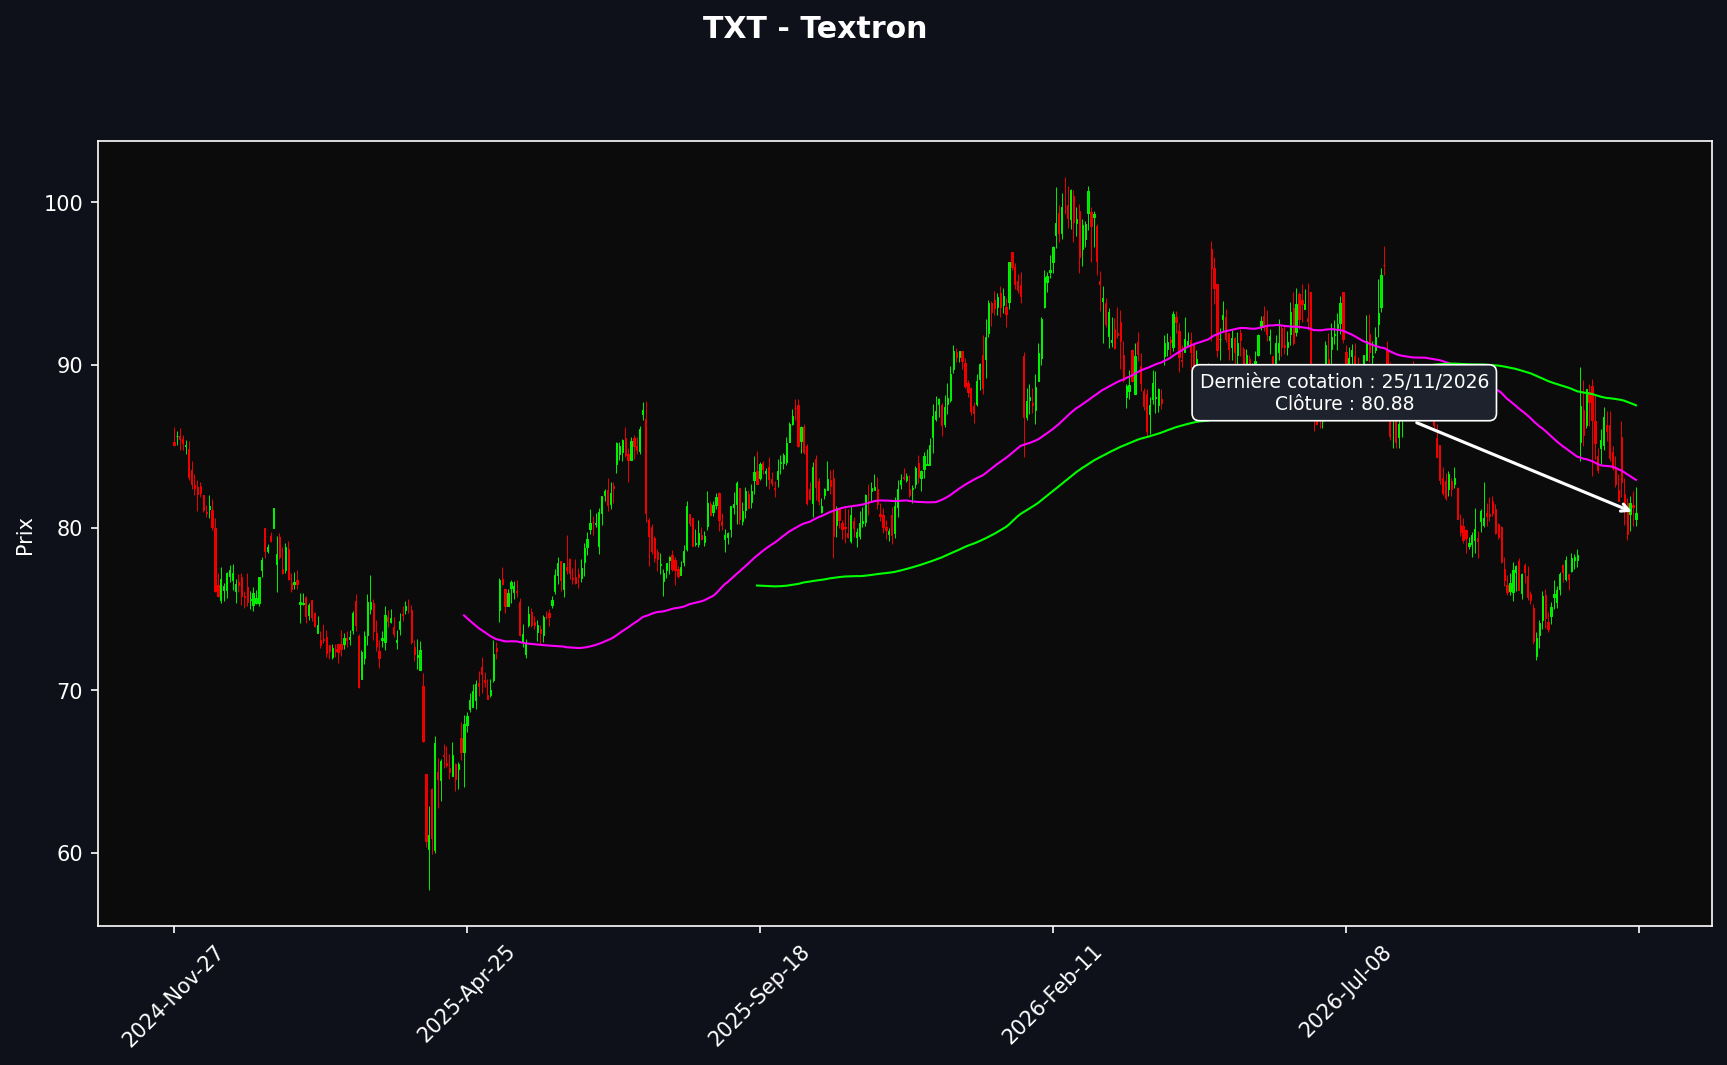 TXT - Textron
Prix
100
90
80
70
60
Dernière cotation : 25/11/2026
Clôture : 80.88
2024-Nov-27
2025-Apr-25
2025-Sep-18
2026-Feb-11
2026-Jul-08